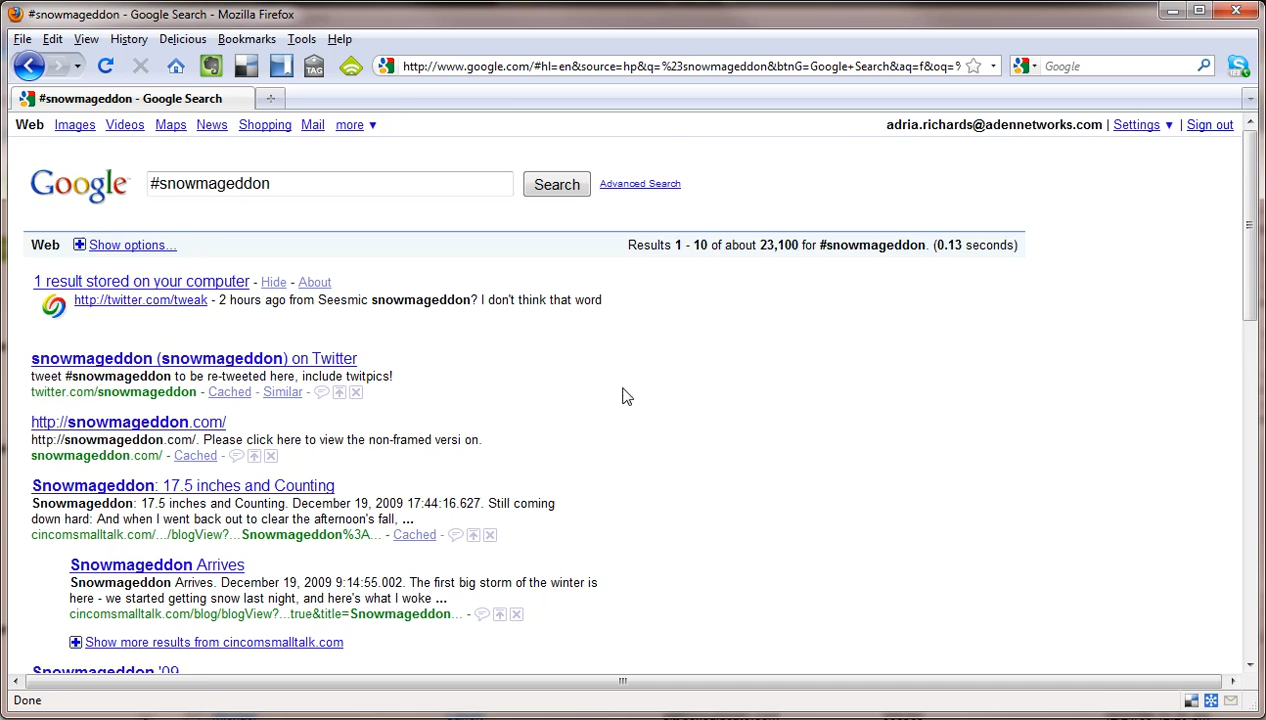 #snowmageddon - Google Search - Mozilla Firefox
File Edit View History Delicious Bookmarks Tools Help
TAG http://www.google.com/#hl=en&source=hp&q=%23snowmageddon&btnG=Google+Search&aq=f&oq=% Google
#snowmageddon - Google Search
Web Images Videos Maps News Shopping Mail more ▼ adria.richards@adennetworks.com | Settings ▼ | Sign out
Google #snowmageddon Search Advanced Search
Web Show options... Results 1 - 10 of about 23,100 for #snowmageddon. (0.13 seconds)
1 result stored on your computer - Hide - About
http://twitter.com/tweak - 2 hours ago from Seesmic snowmageddon? I don't think that word
snowmageddon (snowmageddon) on Twitter
tweet #snowmageddon to be re-tweeted here, include twitpics!
twitter.com/snowmageddon - Cached - Similar -
http://snowmageddon.com/
http://snowmageddon.com/. Please click here to view the non-framed versi on.
snowmageddon.com/ - Cached -
Snowmageddon: 17.5 inches and Counting
Snowmageddon: 17.5 inches and Counting. December 19, 2009 17:44:16.627. Still coming
down hard: And when I went back out to clear the afternoon's fall, ...
cincomsmalltalk.com/.../blogView?...Snowmageddon%3A... - Cached -
Snowmageddon Arrives
Snowmageddon Arrives. December 19, 2009 9:14:55.002. The first big storm of the winter is
here - we started getting snow last night, and here's what I woke ...
cincomsmalltalk.com/blog/blogView?...true&title=Snowmageddon... -
Show more results from cincomsmalltalk.com
Snowmageddon '09
Done